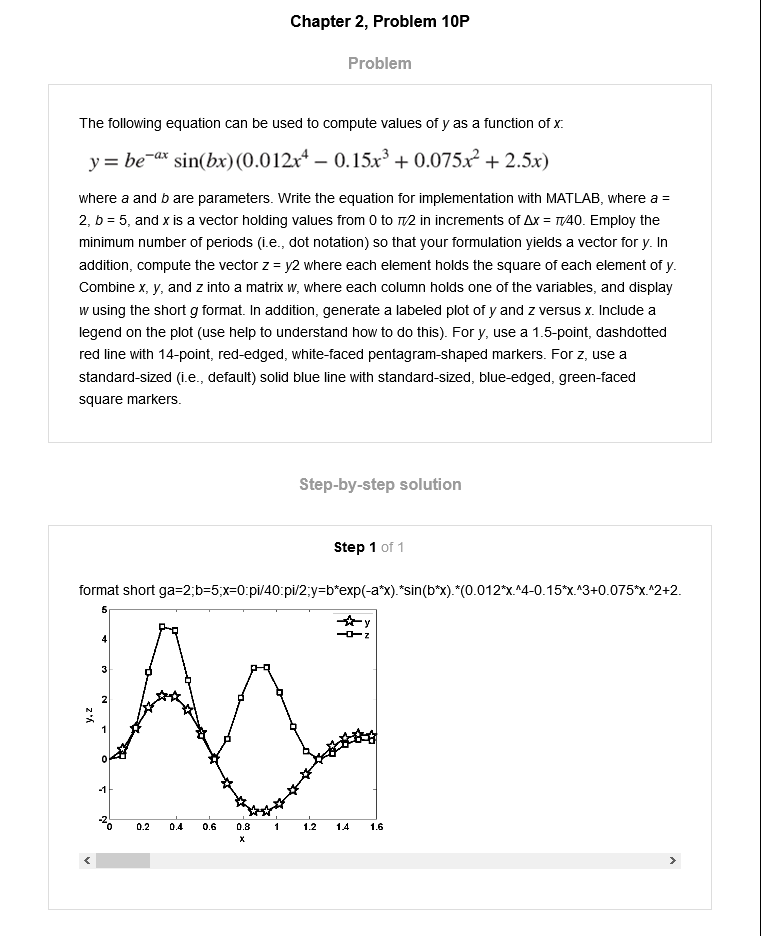 Chapter 2, Problem 10P
Problem
The following equation can be used to compute values of y as a function of x:
y = be⁻ᵃˣ sin(bx)(0.012x⁴ – 0.15x³ + 0.075x² + 2.5x)
where a and b are parameters. Write the equation for implementation with MATLAB, where a =
2, b = 5, and x is a vector holding values from 0 to π/2 in increments of Δx = π/40. Employ the
minimum number of periods (i.e., dot notation) so that your formulation yields a vector for y. In
addition, compute the vector z = y2 where each element holds the square of each element of y.
Combine x, y, and z into a matrix w, where each column holds one of the variables, and display
w using the short g format. In addition, generate a labeled plot of y and z versus x. Include a
legend on the plot (use help to understand how to do this). For y, use a 1.5-point, dashdotted
red line with 14-point, red-edged, white-faced pentagram-shaped markers. For z, use a
standard-sized (i.e., default) solid blue line with standard-sized, blue-edged, green-faced
square markers.
Step-by-step solution
Step 1 of 1
format short ga=2;b=5;x=0:pi/40:pi/2;y=b*exp(-a*x).*sin(b*x).*(0.012*x.^4-0.15*x.^3+0.075*x.^2+2.
5
y
z
4
3
2
y, z
1
0
-1
-2
0 0.2 0.4 0.6 0.8 1 1.2 1.4 1.6
x